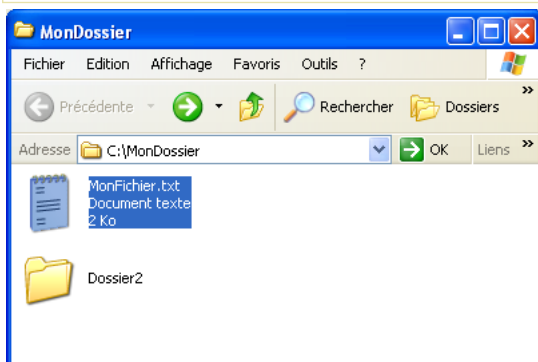 MonDossier
Fichier Edition Affichage Favoris Outils ?
Précédente Rechercher Dossiers »
Adresse C:\MonDossier OK Liens »
MonFichier.txt
Document texte
2 Ko
Dossier2